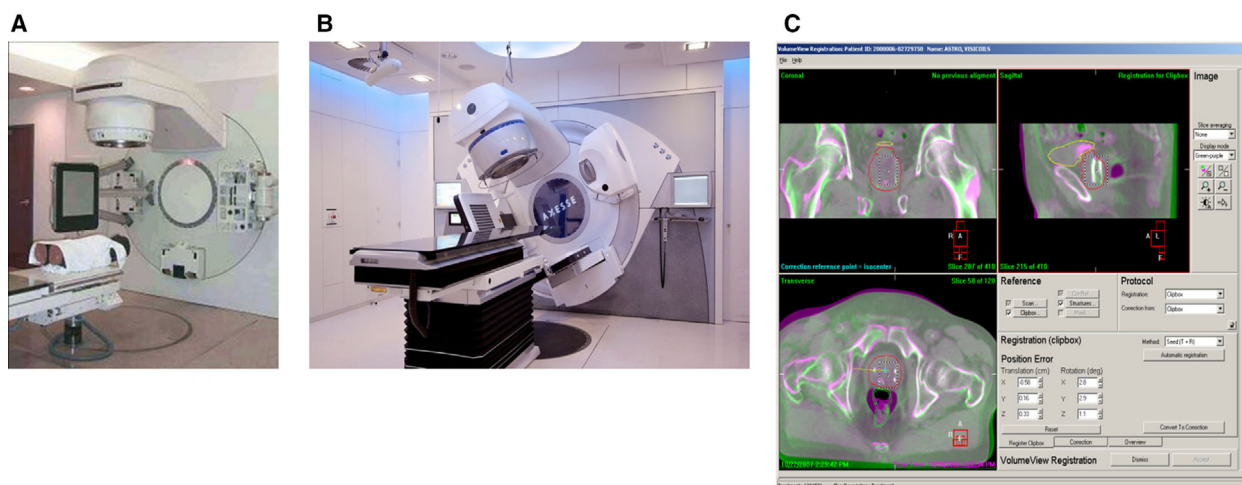 A
B
C
AXESSE
VolumeView Registration: Patient ID: 2000006-82729750 Name: ASTRO, VISICOILS
File Help
Coronal
No previous aligment
Sagittal
Registration for Clipbox
Image
Slice averaging
None
Display mode
Green-purple
R A
F
A L
F
Correction reference point = isocenter
Slice 207 of 410
Slice 215 of 410
Transverse
Slice 58 of 120
Reference
Scan...
Structures...
Clipbox...
Protocol
Registration:
Clipbox
Correction from:
Clipbox
Registration (clipbox)
Method:
Seed (T + R)
Automatic registration
Position Error
Translation (cm)
Rotation (deg)
X -0.58
X 2.8
Y 0.16
Y 2.9
Z 0.33
Z 1.1
Reset
Convert To Correction
A
R
Register Clipbox
Correction
Overview
VolumeView Registration
Dismiss
Accept